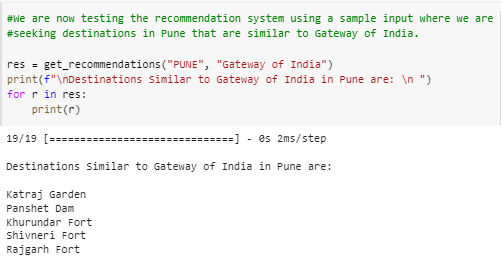 #We are now testing the recommendation system using a sample input where we are
#seeking destinations in Pune that are similar to Gateway of India.
res = get_recommendations("PUNE", "Gateway of India")
print(f"\nDestinations Similar to Gateway of India in Pune are: \n ")
for r in res:
    print(r)
19/19 [==============================] - 0s 2ms/step
Destinations Similar to Gateway of India in Pune are:
Katraj Garden
Panshet Dam
Khurundar Fort
Shivneri Fort
Rajgarh Fort